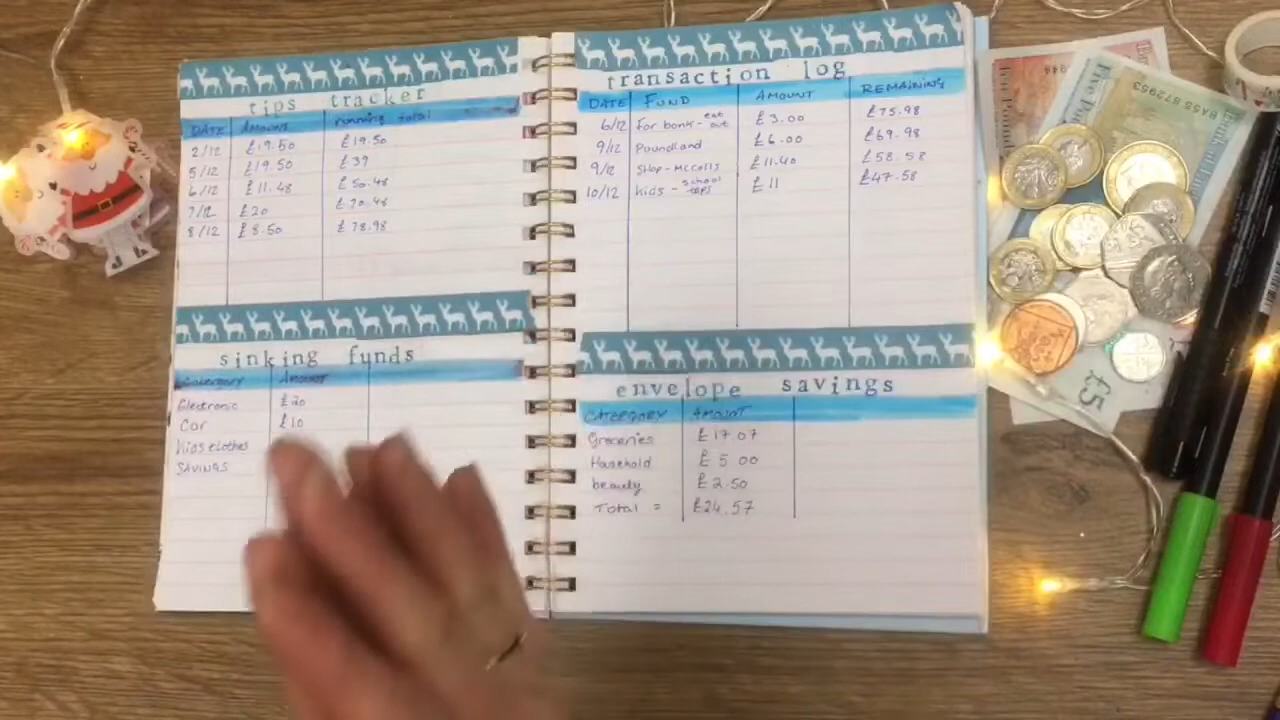 tips tracker
DATE AMOUNT running total
2/12 £19.50 £19.50
5/12 £19.50 £39
6/12 £11.48 £50.48
7/12 £20 £70.48
8/12 £8.50 £78.98
sinking funds
Category AMOUNT
Electronic £20
Car £10
Kids clothes
SAVINGS
transaction log
DATE FUND AMOUNT REMAINING
6/12 For bank - eat out £3.00 £75.98
9/12 Poundland £6.00 £69.98
9/12 Shop - McColls £11.40 £58.58
10/12 Kids - school £11 £47.58
envelope savings
CATERGORY AMOUNT
Groceries £17.07
Household £5.00
beauty £2.50
Total = £24.57
BA55 872953
£5